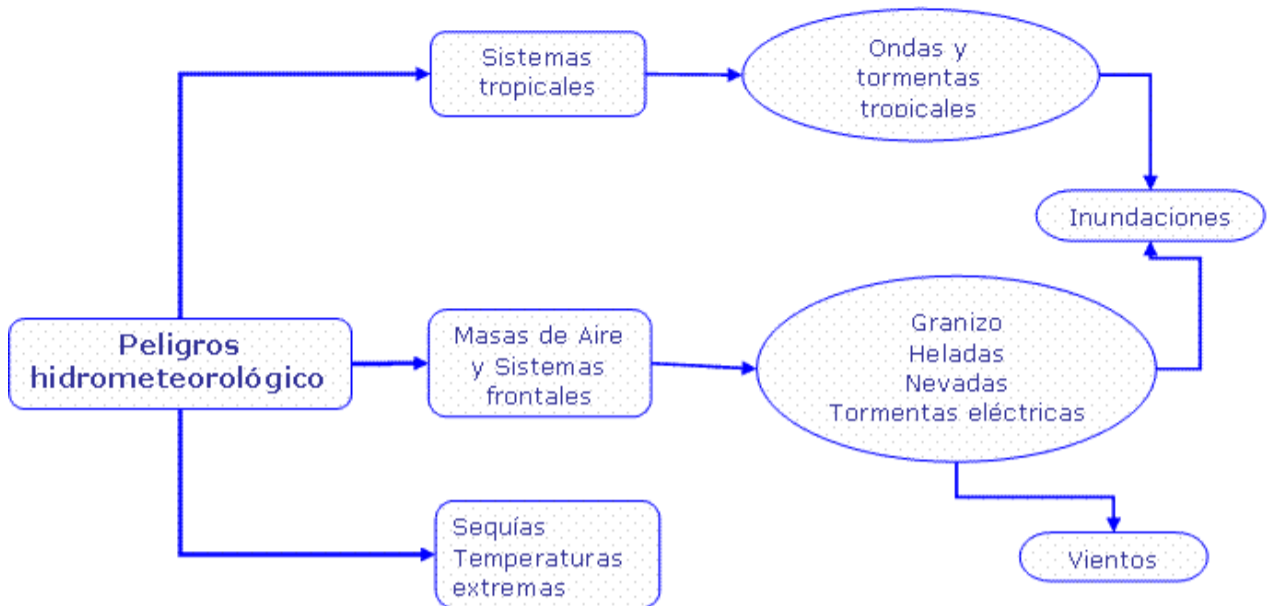 Sistemas
tropicales
Ondas y
tormentas
tropicales
Inundaciones
Peligros
hidrometeorológico
Masas de Aire
y Sistemas
frontales
Granizo
Heladas
Nevadas
Tormentas eléctricas
Sequías
Temperaturas
extremas
Vientos